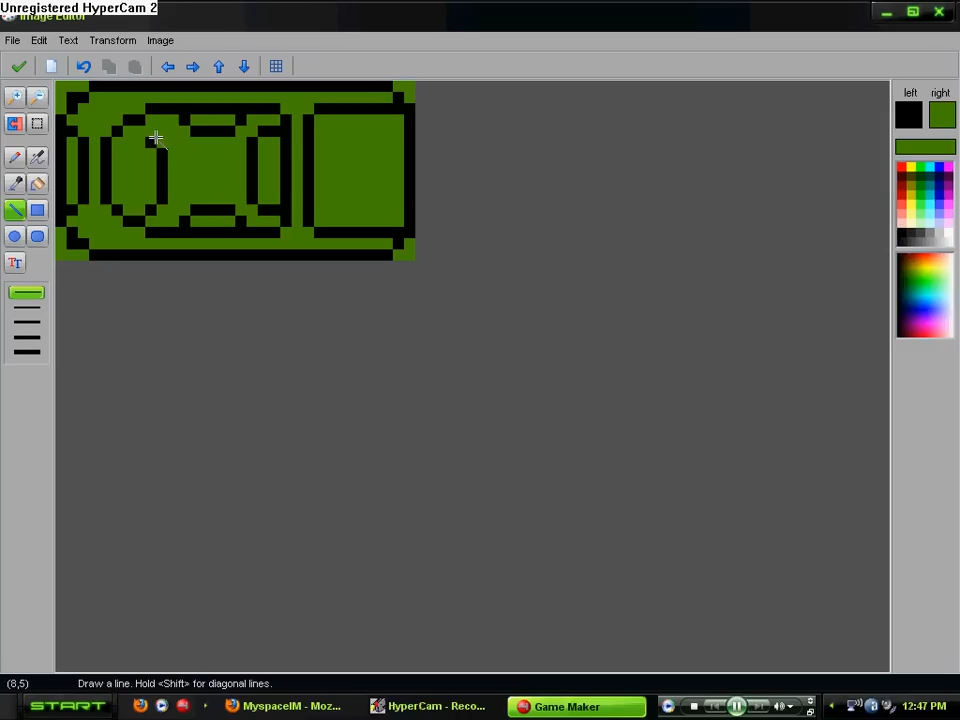 Unregistered HyperCam 2
Image Editor
File Edit Text Transform Image
left right
(8,5) Draw a line. Hold <Shift> for diagonal lines.
START MyspaceIM - Moz... HyperCam - Reco... Game Maker 12:47 PM